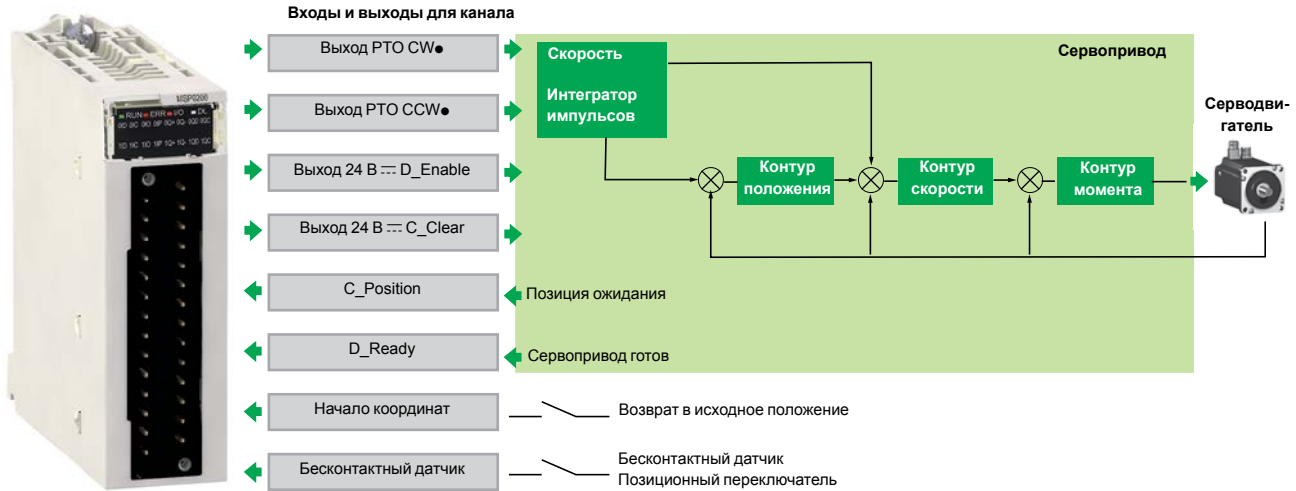 Входы и выходы для канала
Выход PTO CW●
Выход PTO CCW●
Выход 24 В ⎓ D_Enable
Выход 24 В ⎓ C_Clear
C_Position
D_Ready
Начало координат
Бесконтактный датчик
Сервопривод
Скорость
Интегратор
импульсов
Контур
положения
Контур
скорости
Контур
момента
Серводви-
гатель
Позиция ожидания
Сервопривод готов
Возврат в исходное положение
Бесконтактный датчик
Позиционный переключатель
MSP0200
RUN ERR I/O DL